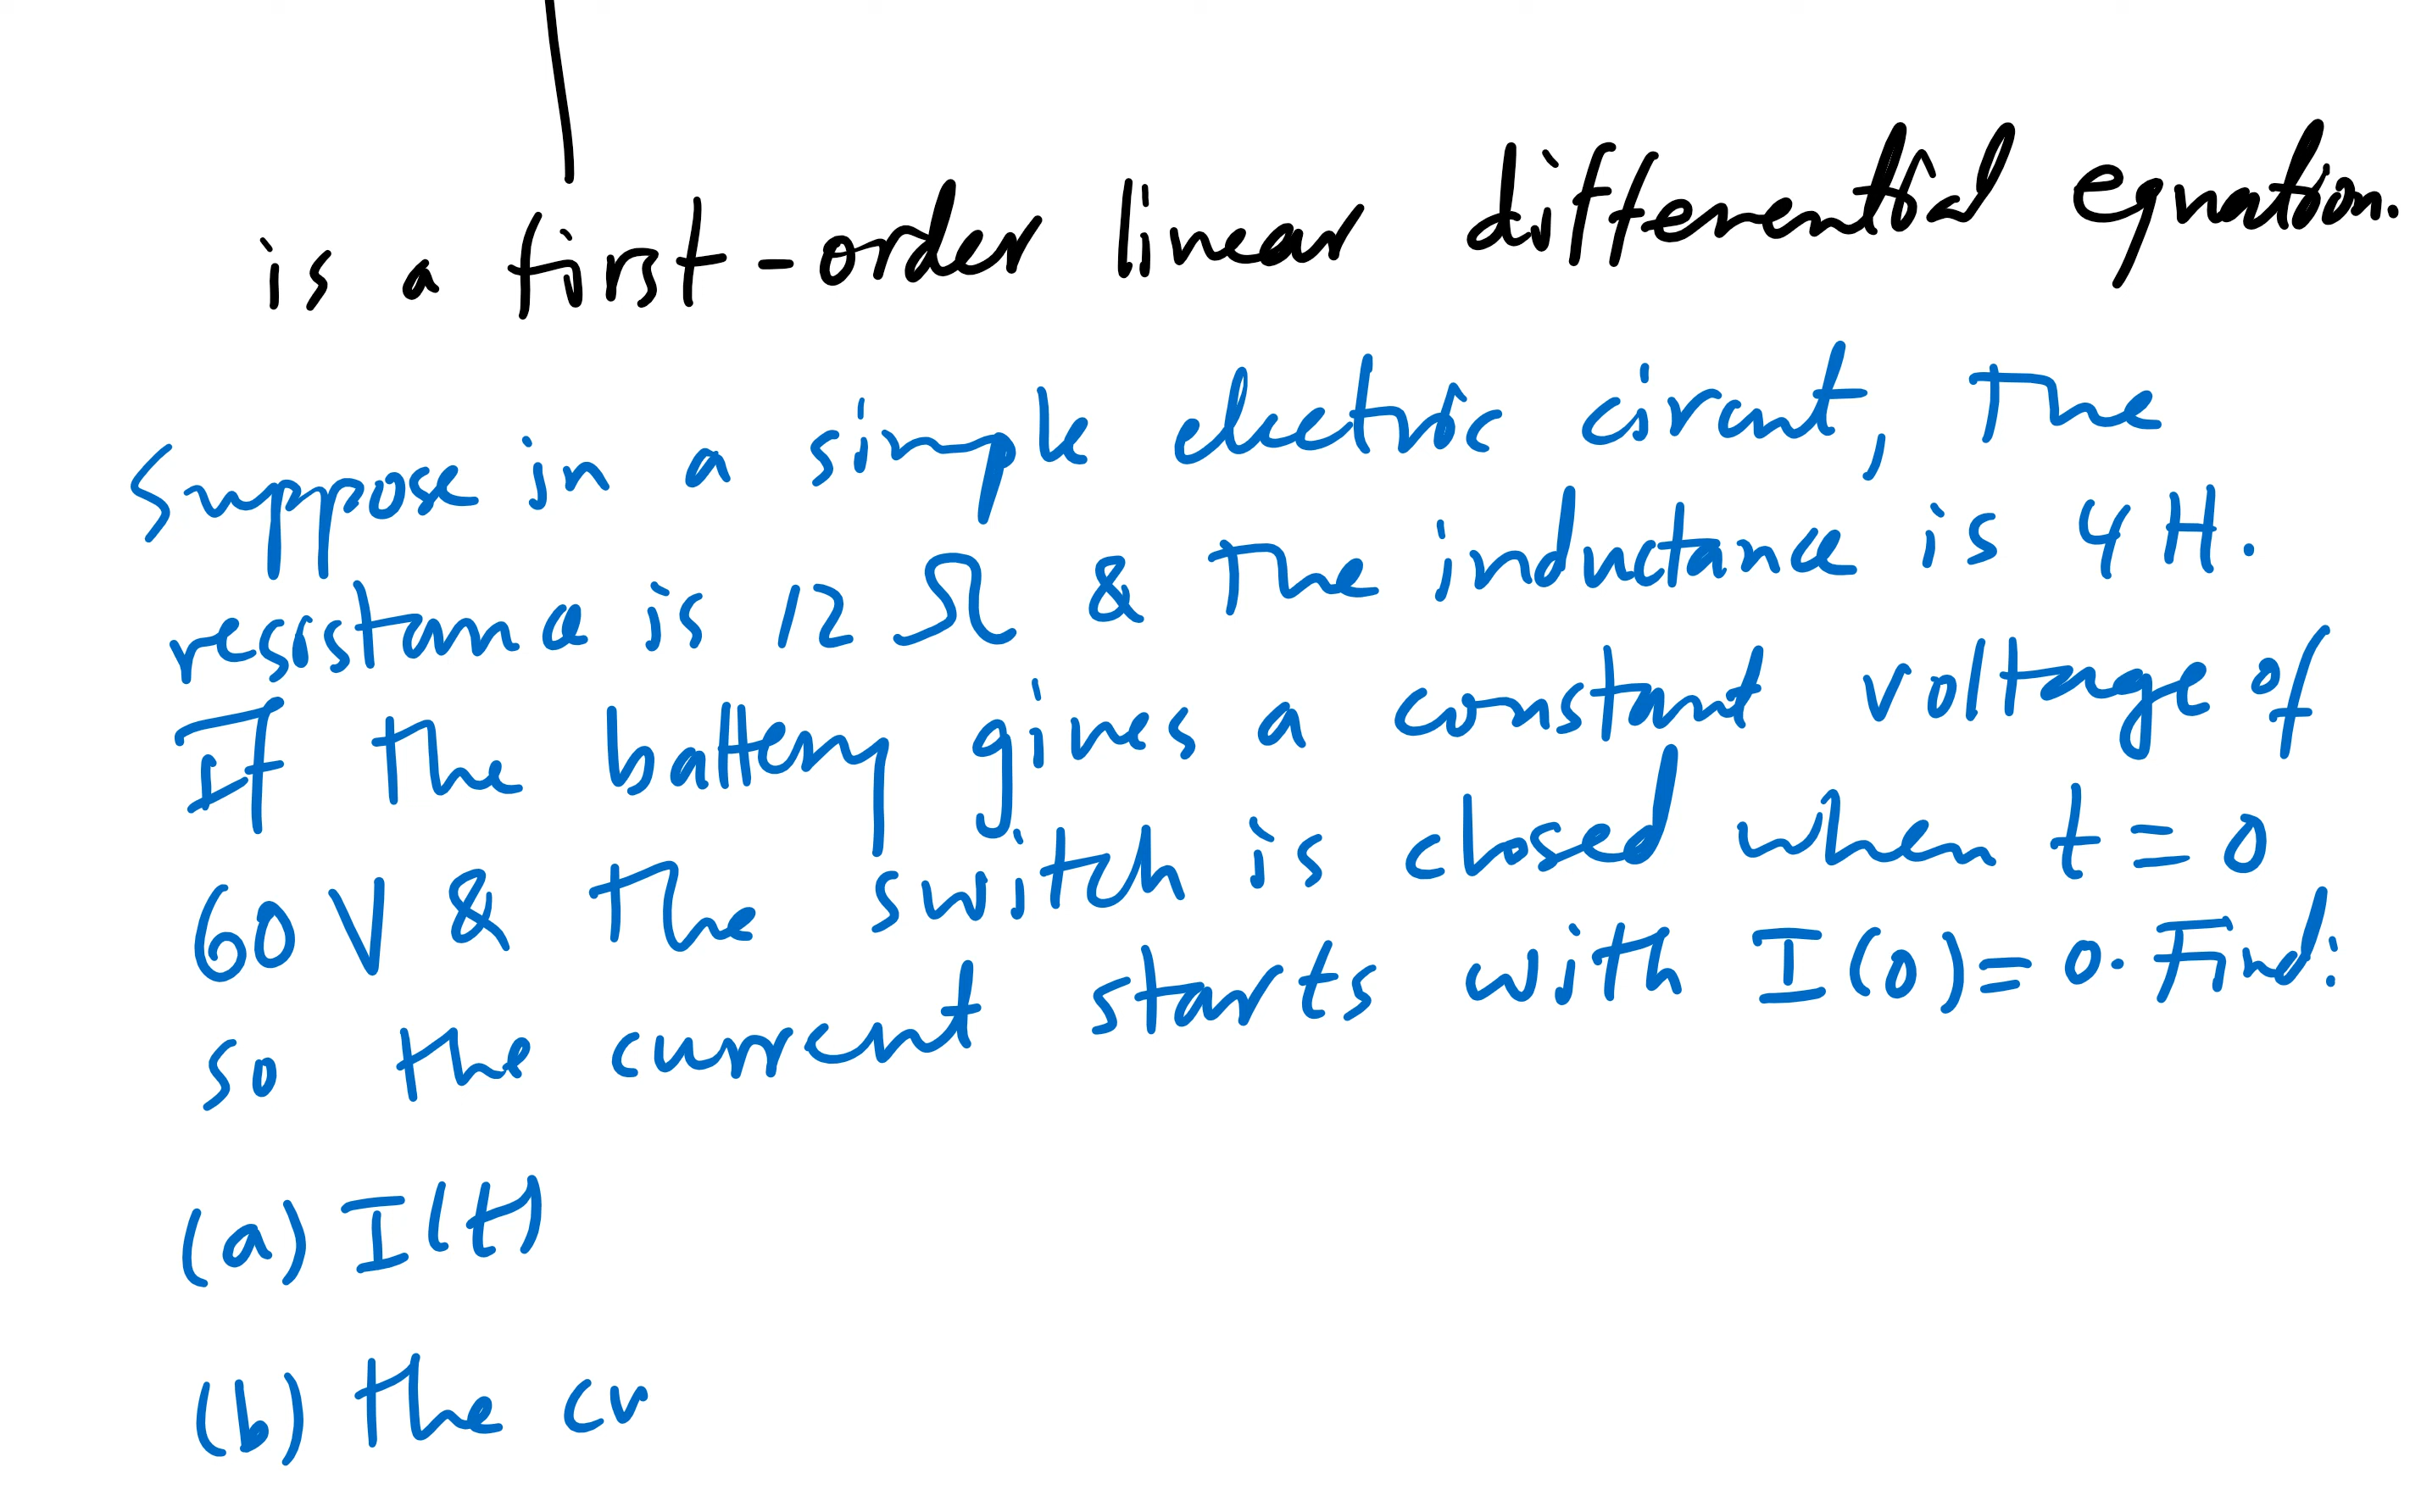 is a first-order linear differential equation.
Suppose in a simple electric circuit, the
resistance is 12 Ω & the inductance is 4H.
If the battery gives a constant voltage of
60 V & the switch is closed when t = 0
so the current starts with I(0) = 0. Find:
(a) I(t)
(b) the cu